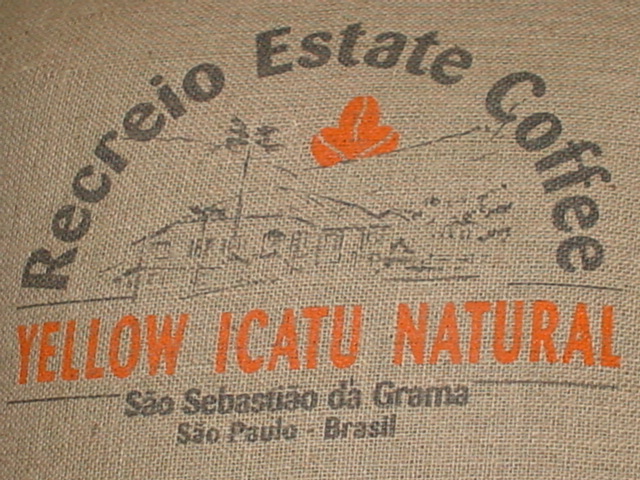 Recreio Estate Coffee
YELLOW ICATU NATURAL
São Sebastião da Grama
São Paulo - Brasil